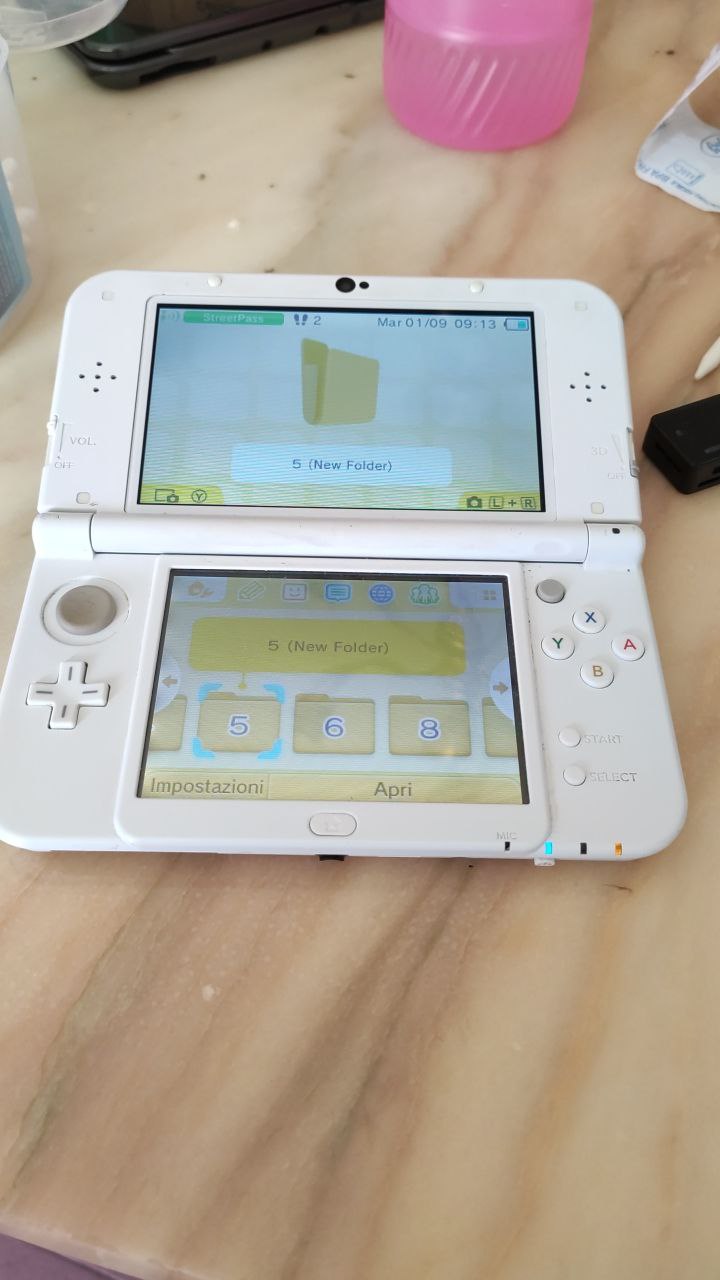 StreetPass 2 Mar 01/09 09:13
5 (New Folder)
Y L + R
VOL.
OFF
3D
OFF
5 (New Folder)
5 6 8
Impostazioni Apri
X
Y A
B
START
SELECT
MIC